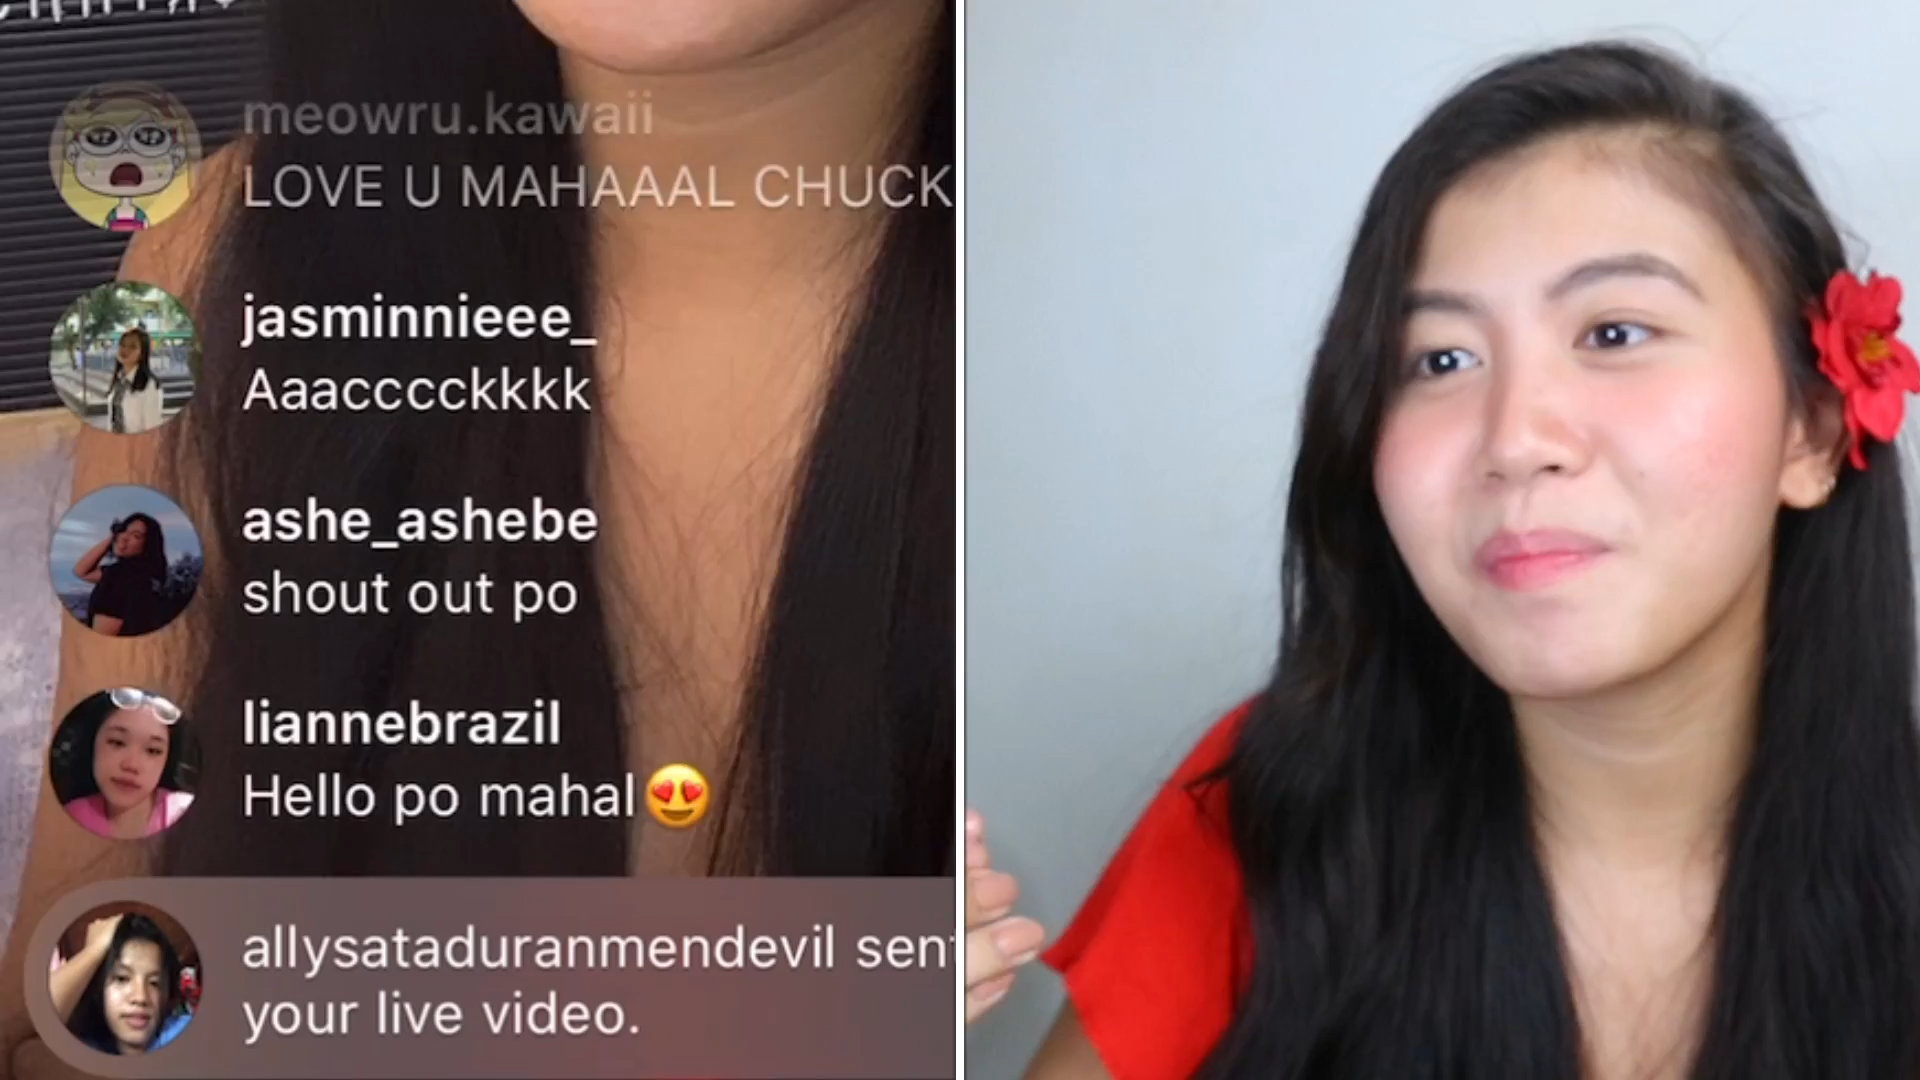 meowru.kawaii
LOVE U MAHAAAL CHUCK
jasminnieee_
Aaacccckkkk
ashe_ashebe
shout out po
liannebrazil
Hello po mahal😍
allysataduranmendevil sent
your live video.